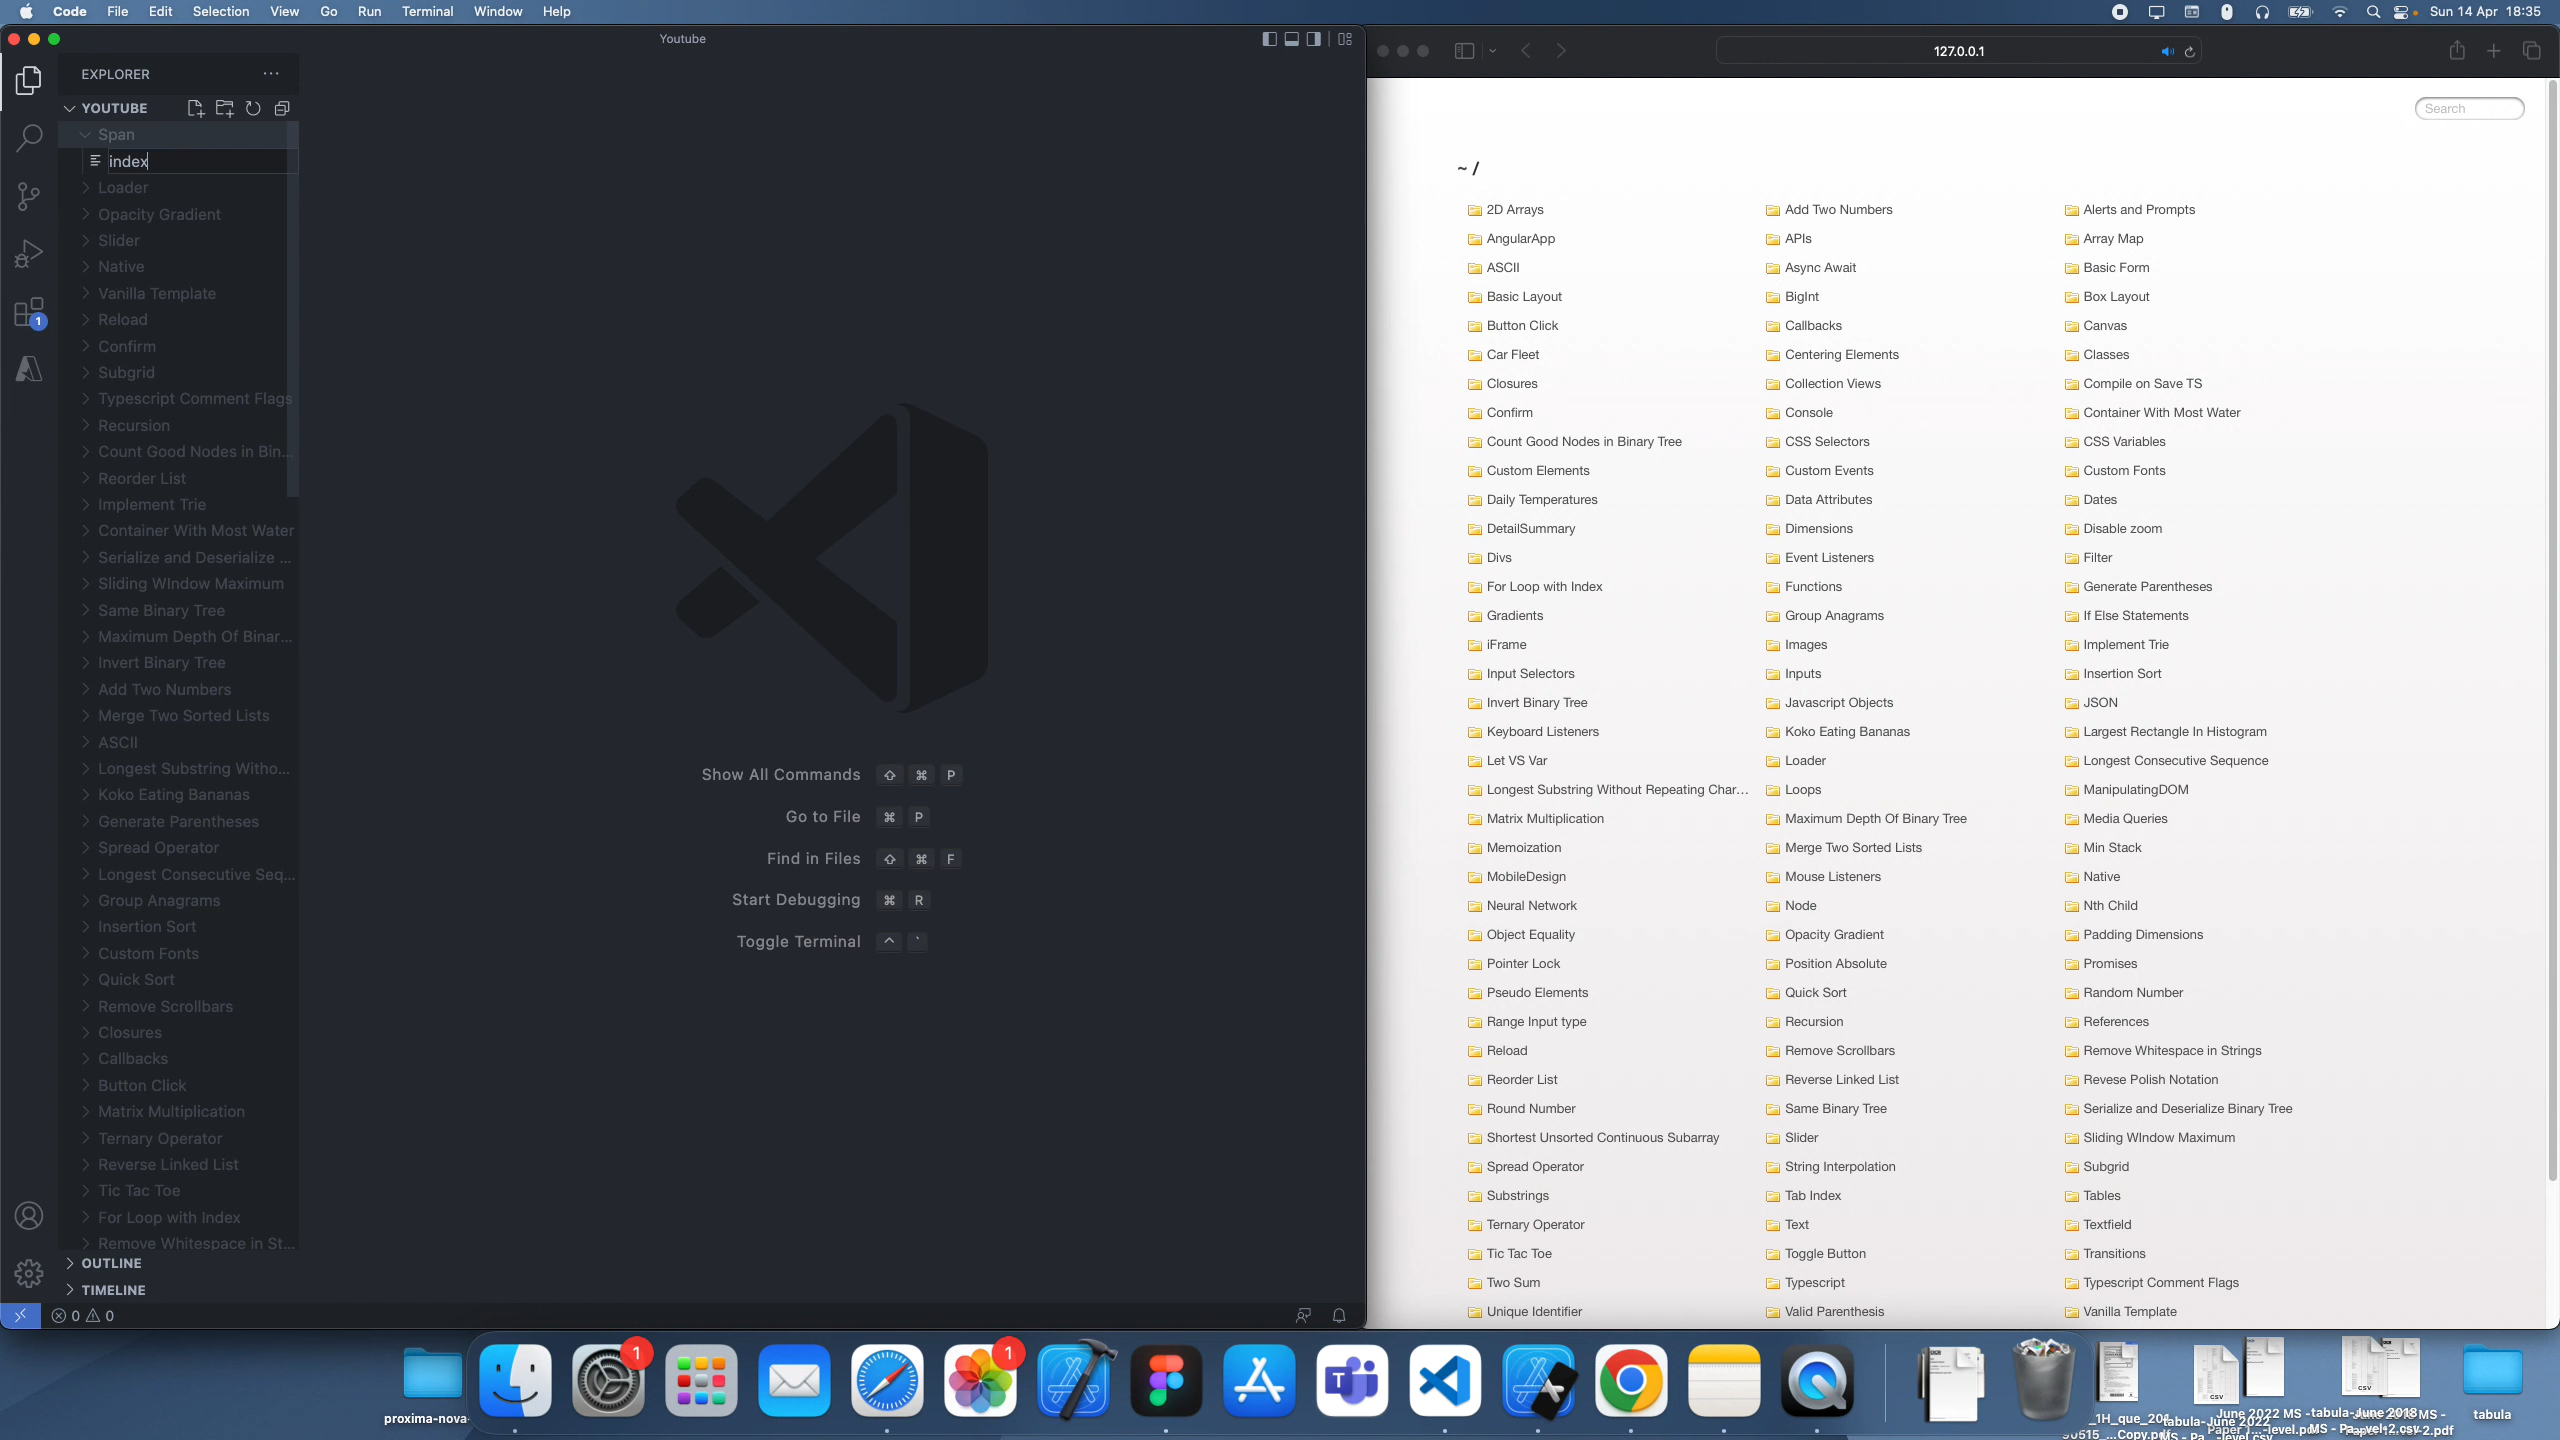 Code File Edit Selection View Go Run Terminal Window Help
Sun 14 Apr 18:35
Youtube
EXPLORER
YOUTUBE
Span
index
Loader
Opacity Gradient
Slider
Native
Vanilla Template
Reload
Confirm
Subgrid
Typescript Comment Flags
Recursion
Count Good Nodes in Bin...
Reorder List
Implement Trie
Container With Most Water
Serialize and Deserialize ...
Sliding WIndow Maximum
Same Binary Tree
Maximum Depth Of Binar...
Invert Binary Tree
Add Two Numbers
Merge Two Sorted Lists
ASCII
Longest Substring Witho...
Koko Eating Bananas
Generate Parentheses
Spread Operator
Longest Consecutive Seq...
Group Anagrams
Insertion Sort
Custom Fonts
Quick Sort
Remove Scrollbars
Closures
Callbacks
Button Click
Matrix Multiplication
Ternary Operator
Reverse Linked List
Tic Tac Toe
For Loop with Index
Remove Whitespace in St...
OUTLINE
TIMELINE
0 0
1
Show All Commands ⇧ ⌘ P
Go to File ⌘ P
Find in Files ⇧ ⌘ F
Start Debugging ⌘ R
Toggle Terminal ^ `
127.0.0.1
Search
~ /
2D Arrays Add Two Numbers Alerts and Prompts
AngularApp APIs Array Map
ASCII Async Await Basic Form
Basic Layout BigInt Box Layout
Button Click Callbacks Canvas
Car Fleet Centering Elements Classes
Closures Collection Views Compile on Save TS
Confirm Console Container With Most Water
Count Good Nodes in Binary Tree CSS Selectors CSS Variables
Custom Elements Custom Events Custom Fonts
Daily Temperatures Data Attributes Dates
DetailSummary Dimensions Disable zoom
Divs Event Listeners Filter
For Loop with Index Functions Generate Parentheses
Gradients Group Anagrams If Else Statements
iFrame Images Implement Trie
Input Selectors Inputs Insertion Sort
Invert Binary Tree Javascript Objects JSON
Keyboard Listeners Koko Eating Bananas Largest Rectangle In Histogram
Let VS Var Loader Longest Consecutive Sequence
Longest Substring Without Repeating Char... Loops ManipulatingDOM
Matrix Multiplication Maximum Depth Of Binary Tree Media Queries
Memoization Merge Two Sorted Lists Min Stack
MobileDesign Mouse Listeners Native
Neural Network Node Nth Child
Object Equality Opacity Gradient Padding Dimensions
Pointer Lock Position Absolute Promises
Pseudo Elements Quick Sort Random Number
Range Input type Recursion References
Reload Remove Scrollbars Remove Whitespace in Strings
Reorder List Reverse Linked List Revese Polish Notation
Round Number Same Binary Tree Serialize and Deserialize Binary Tree
Shortest Unsorted Continuous Subarray Slider Sliding WIndow Maximum
Spread Operator String Interpolation Subgrid
Substrings Tab Index Tables
Ternary Operator Text Textfield
Tic Tac Toe Toggle Button Transitions
Two Sum Typescript Typescript Comment Flags
Unique Identifier Valid Parenthesis Vanilla Template
1 1
proxima-nova-
tabula